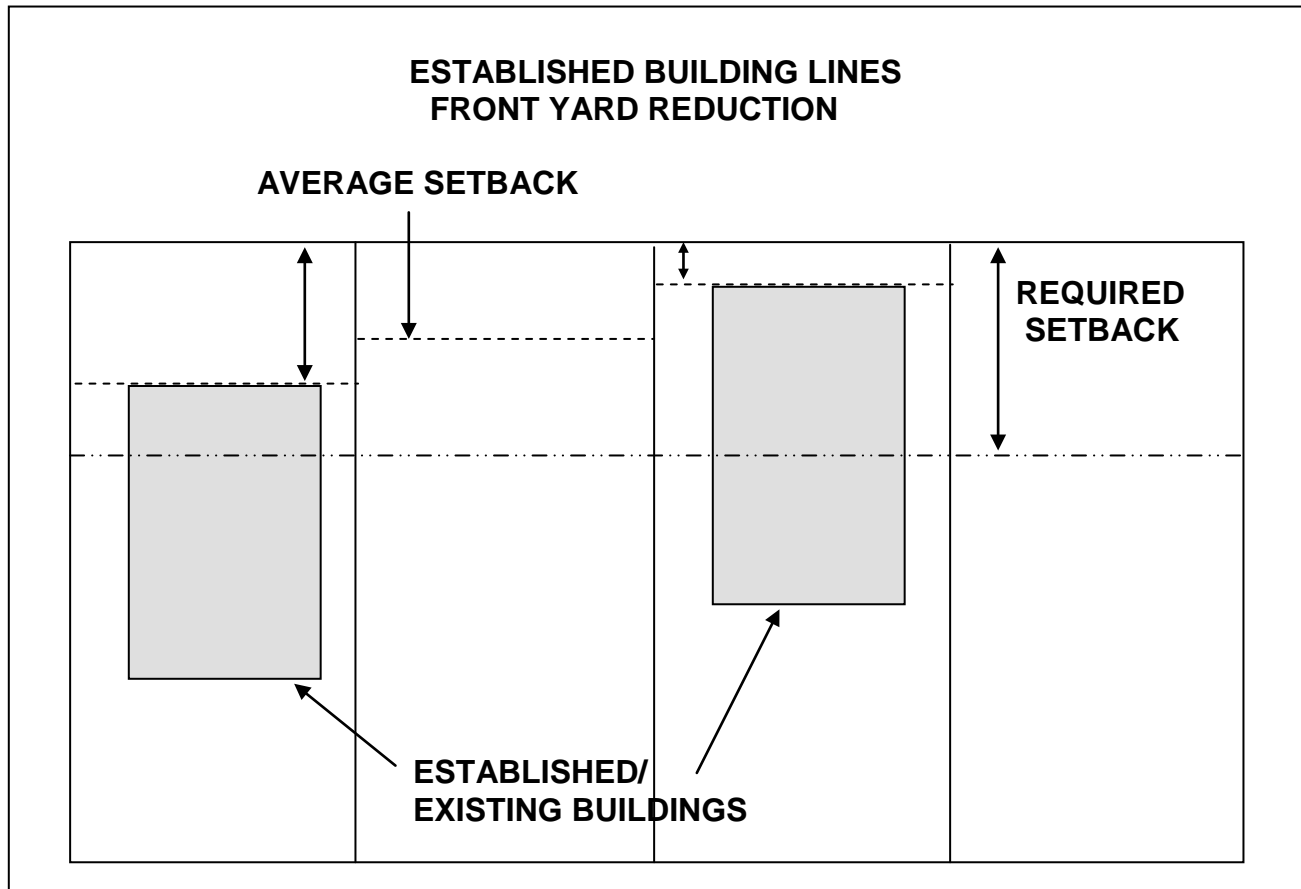 ESTABLISHED BUILDING LINES
FRONT YARD REDUCTION
AVERAGE SETBACK
REQUIRED
SETBACK
ESTABLISHED/
EXISTING BUILDINGS